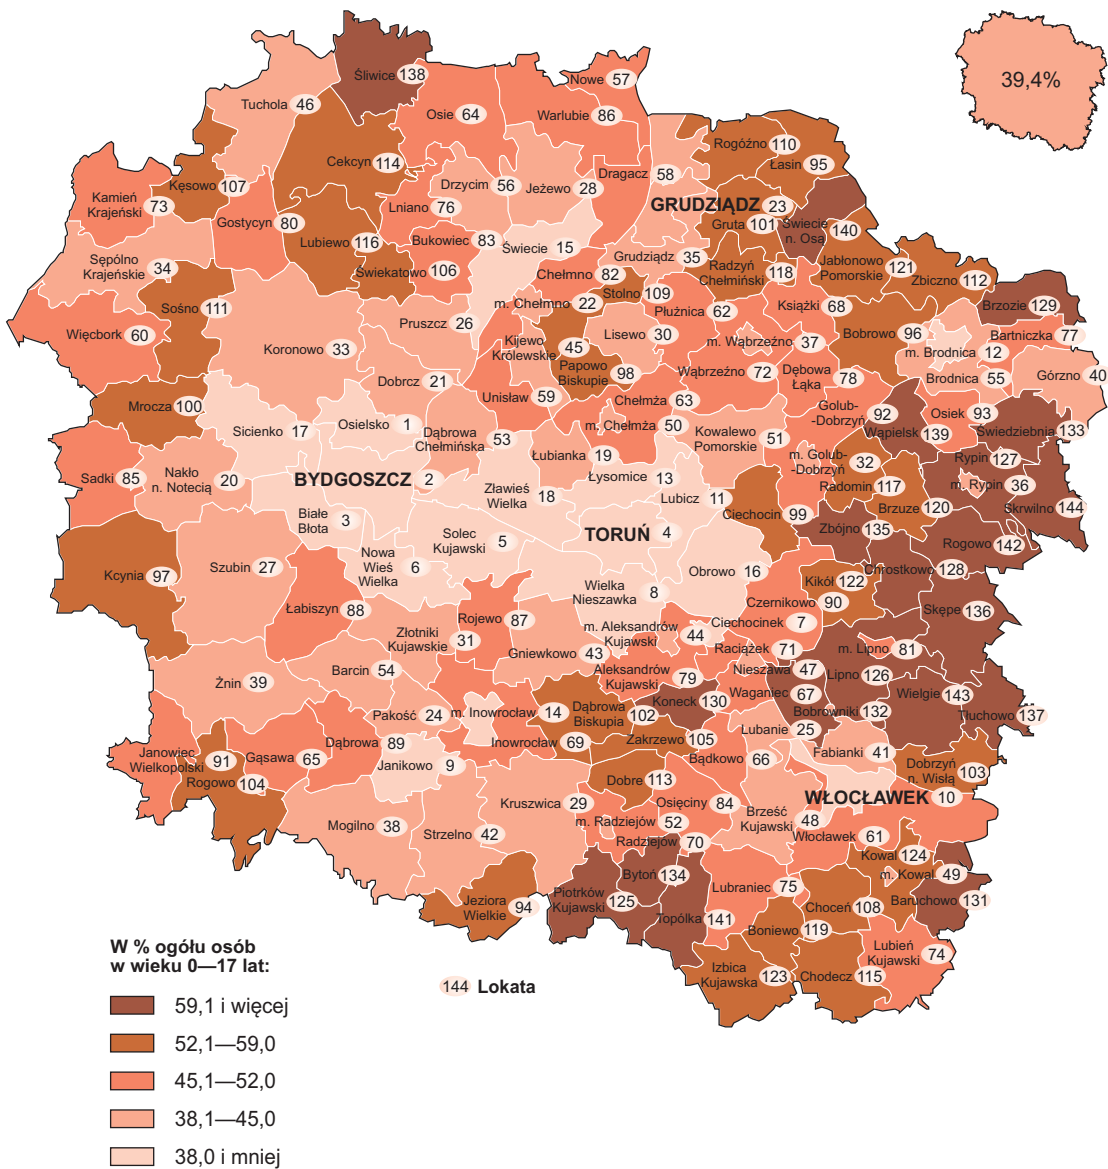 39,4%
Śliwice 138
Nowe 57
Tuchola 46
Osie 64
Warlubie 86
Rogóźno 110
Cekcyn 114
Łasin 95
Dragacz 58
Kęsowo 107
Drzycim 56
Jeżewo 28
Kamień
Krajeński 73
Lniano 76
GRUDZIĄDZ 23
Gostycyn 80
Gruta 101
Świecie
n. Osą 140
Lubiewo 116
Bukowiec 83
Świecie 15
Sępólno
Krajeńskie 34
Świekatowo 106
Chełmno 82
Grudziądz 35
Radzyń
Chełmiński 118
Jabłonowo
Pomorskie 121
Zbiczno 112
Stolno 109
Sośno 111
m. Chełmno 22
Płużnica 62
Książki 68
Brzozie 129
Więcbork 60
Pruszcz 26
Lisewo 30
Bobrowo 96
Bartniczka 77
Koronowo 33
Kijewo
Królewskie 45
m. Wąbrzeźno 37
m. Brodnica 12
Papowo
Biskupie 98
Wąbrzeźno 72
Dębowa
Łąka 78
Brodnica 55
Górzno 40
Dobrcz 21
Unisław 59
Chełmża 63
Mrocza 100
Golub-
-Dobrzyń 92
Osiek 93
Sicienko 17
Osielsko 1
Dąbrowa
Chełmińska 53
m. Chełmża 50
Kowalewo
Pomorskie 51
Wąpielsk 139
Świedziebnia 133
Łubianka 19
m. Golub-
-Dobrzyń 32
Rypin 127
Sadki 85
Nakło
n. Notecią 20
BYDGOSZCZ 2
Łysomice 13
Radomin 117
m. Rypin 36
Zławieś
Wielka 18
Lubicz 11
Ciechocin 99
Brzuze 120
Skrwilno 144
Białe
Błota 3
Solec
Kujawski 5
TORUŃ 4
Zbójno 135
Rogowo 142
Kcynia 97
Szubin 27
Nowa
Wieś
Wielka 6
Obrowo 16
Kikół 122
Chrostkowo 128
Wielka
Nieszawka 8
Czernikowo 90
Skępe 136
Łabiszyn 88
Rojewo 87
Ciechocinek 7
Złotniki
Kujawskie 31
m. Aleksandrów
Kujawski 44
Gniewkowo 43
Raciążek 71
m. Lipno 81
Barcin 54
Aleksandrów
Kujawski 79
Nieszawa 47
Lipno 126
Żnin 39
Waganiec 67
Wielgie 143
Koneck 130
Bobrowniki 132
Tłuchowo 137
Pakość 24
m. Inowrocław 14
Dąbrowa
Biskupia 102
Lubanie 25
Dąbrowa 89
Inowrocław 69
Zakrzewo 105
Fabianki 41
Janowiec
Wielkopolski 91
Gąsawa 65
Janikowo 9
Bądkowo 66
Dobrzyń
n. Wisłą 103
Rogowo 104
Dobre 113
WŁOCŁAWEK 10
Kruszwica 29
Osięciny 84
Brześć
Kujawski 48
Mogilno 38
Strzelno 42
m. Radziejów 52
Włocławek 61
Radziejów 70
Kowal 124
m. Kowal 49
Bytoń 134
Lubraniec 75
Baruchowo 131
Jeziora
Wielkie 94
Piotrków
Kujawski 125
Topólka 141
Choceń 108
Boniewo 119
Lubień
Kujawski 74
Izbica
Kujawska 123
Chodecz 115
W % ogółu osób
w wieku 0—17 lat:
144 Lokata
59,1 i więcej
52,1—59,0
45,1—52,0
38,1—45,0
38,0 i mniej